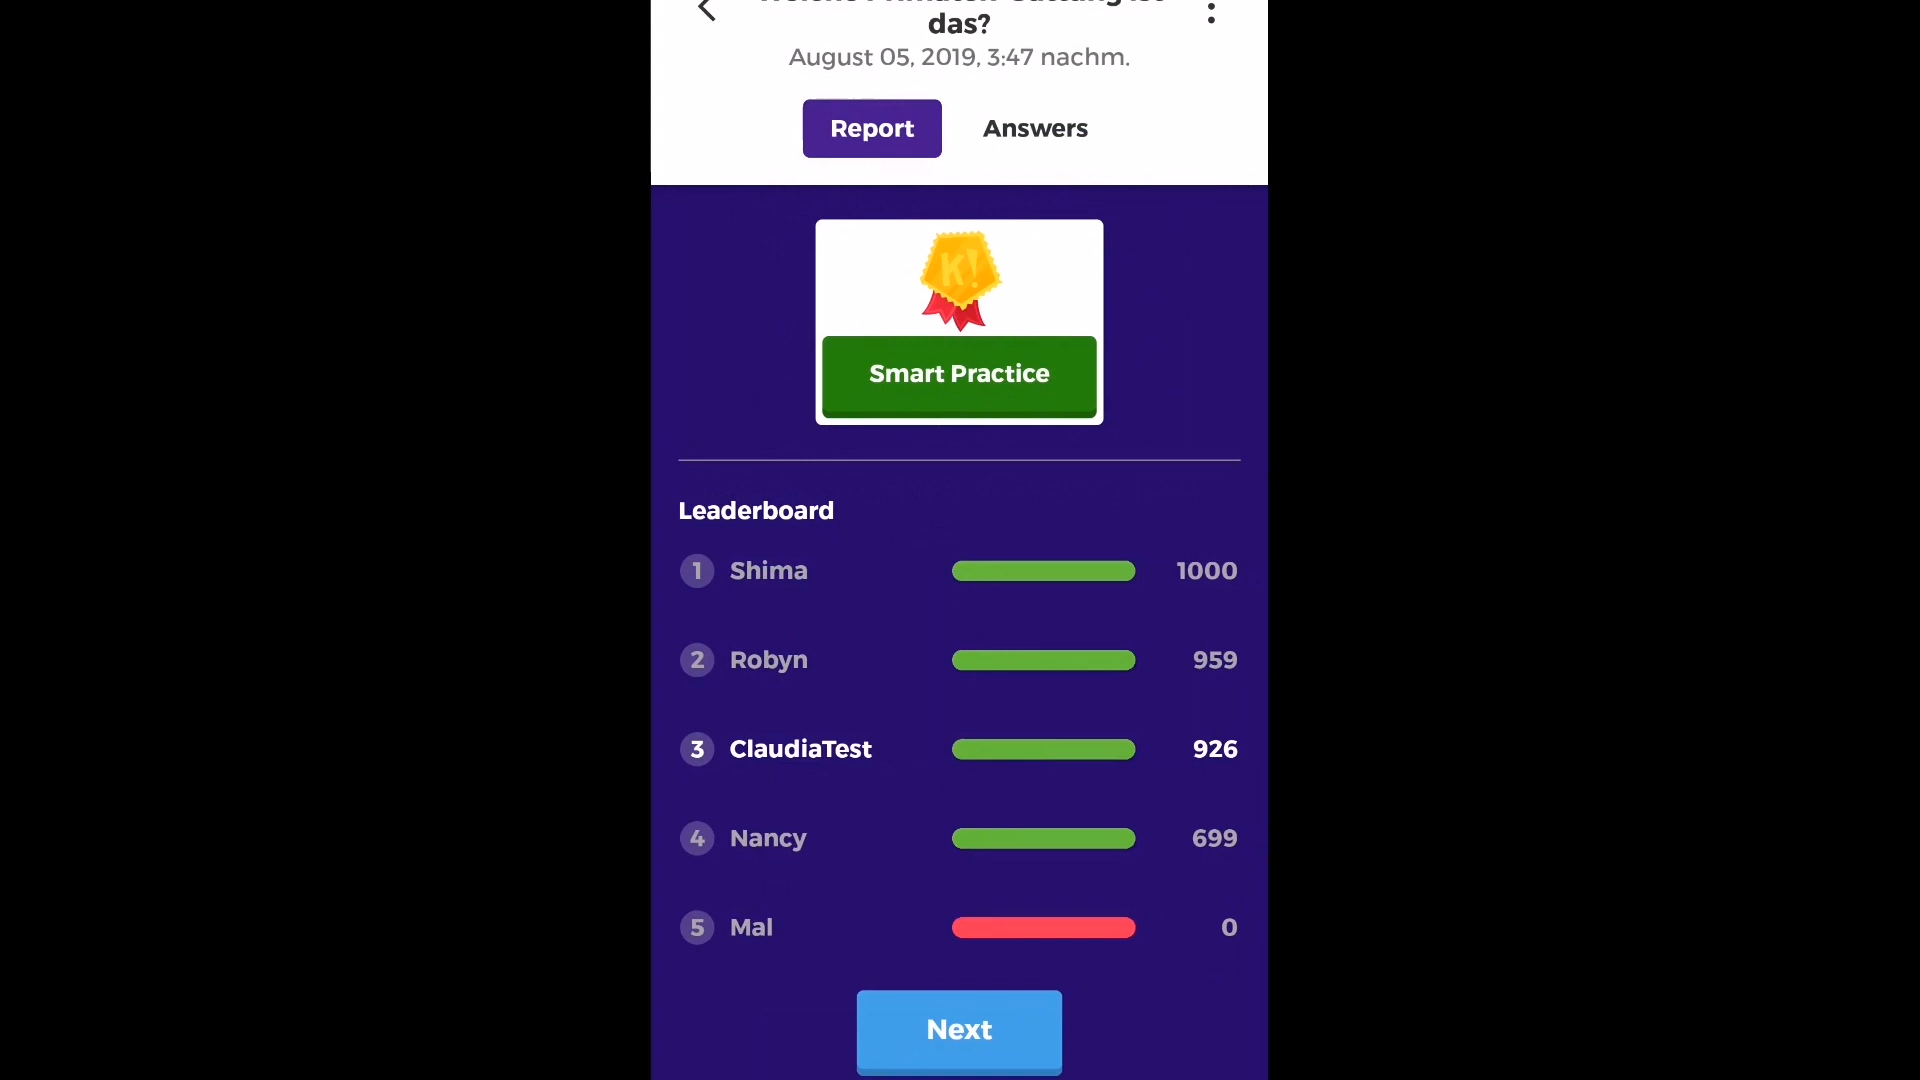 das?
August 05, 2019, 3:47 nachm.
Report Answers
K!
Smart Practice
Leaderboard
1 Shima 1000
2 Robyn 959
3 ClaudiaTest 926
4 Nancy 699
5 Mal 0
Next